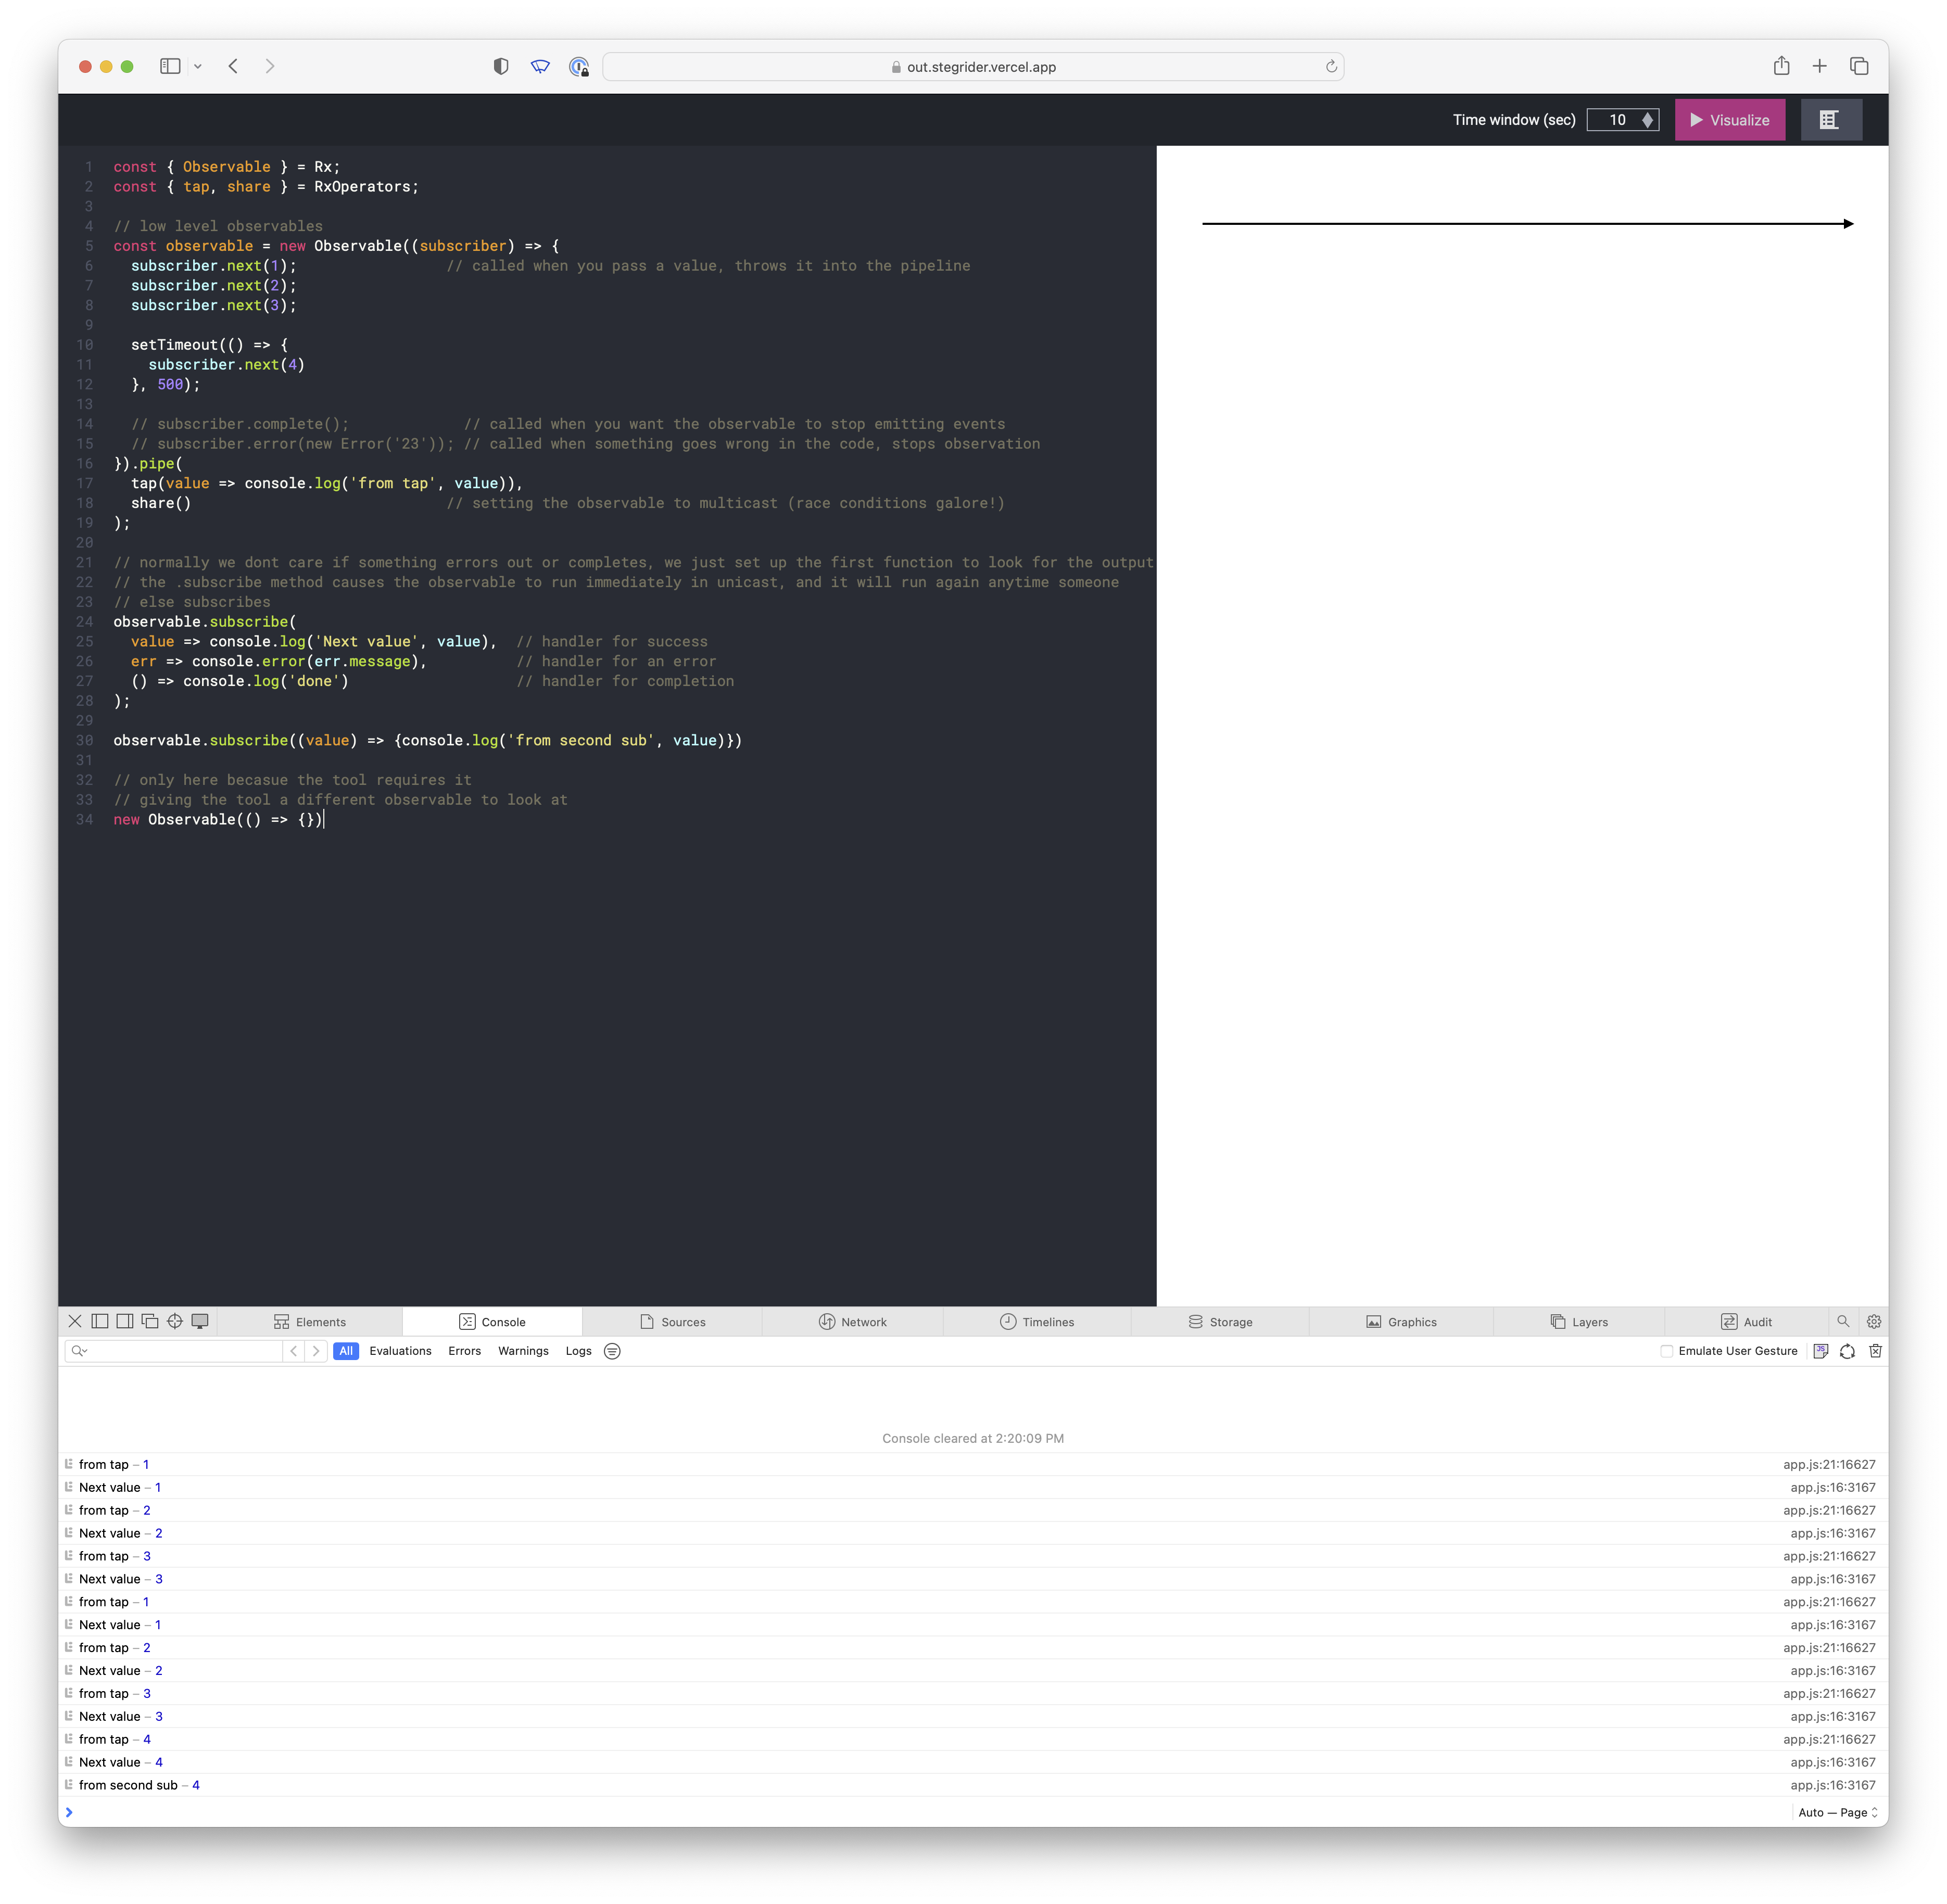 out.stegrider.vercel.app
Time window (sec) 10 Visualize
1 const { Observable } = Rx;
2 const { tap, share } = RxOperators;
3
4 // low level observables
5 const observable = new Observable((subscriber) => {
6 subscriber.next(1); // called when you pass a value, throws it into the pipeline
7 subscriber.next(2);
8 subscriber.next(3);
9
10 setTimeout(() => {
11 subscriber.next(4)
12 }, 500);
13
14 // subscriber.complete(); // called when you want the observable to stop emitting events
15 // subscriber.error(new Error('23')); // called when something goes wrong in the code, stops observation
16 }).pipe(
17 tap(value => console.log('from tap', value)),
18 share() // setting the observable to multicast (race conditions galore!)
19 );
20
21 // normally we dont care if something errors out or completes, we just set up the first function to look for the output
22 // the .subscribe method causes the observable to run immediately in unicast, and it will run again anytime someone
23 // else subscribes
24 observable.subscribe(
25 value => console.log('Next value', value), // handler for success
26 err => console.error(err.message), // handler for an error
27 () => console.log('done') // handler for completion
28 );
29
30 observable.subscribe((value) => {console.log('from second sub', value)})
31
32 // only here becasue the tool requires it
33 // giving the tool a different observable to look at
34 new Observable(() => {})
Elements Console Sources Network Timelines Storage Graphics Layers Audit
All Evaluations Errors Warnings Logs Emulate User Gesture
Console cleared at 2:20:09 PM
from tap – 1 app.js:21:16627
Next value – 1 app.js:16:3167
from tap – 2 app.js:21:16627
Next value – 2 app.js:16:3167
from tap – 3 app.js:21:16627
Next value – 3 app.js:16:3167
from tap – 1 app.js:21:16627
Next value – 1 app.js:16:3167
from tap – 2 app.js:21:16627
Next value – 2 app.js:16:3167
from tap – 3 app.js:21:16627
Next value – 3 app.js:16:3167
from tap – 4 app.js:21:16627
Next value – 4 app.js:16:3167
from second sub – 4 app.js:16:3167
Auto — Page